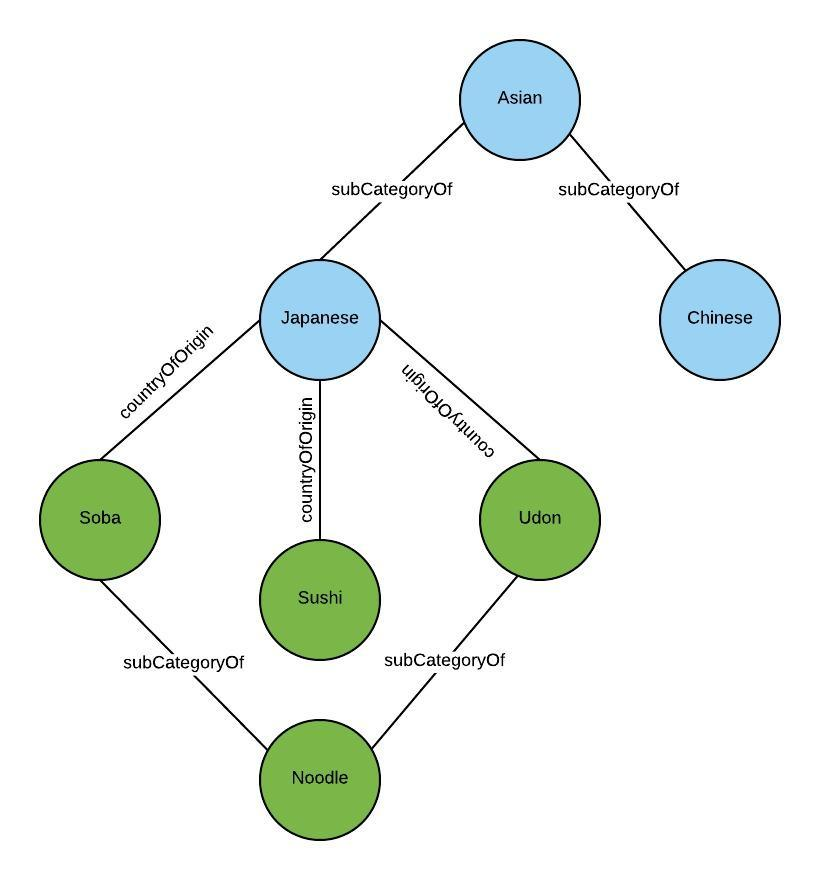 Asian
subCategoryOf
subCategoryOf
Japanese
Chinese
countryOfOrigin
countryOfOrigin
countryOfOrigin
Soba
Udon
Sushi
subCategoryOf
subCategoryOf
Noodle